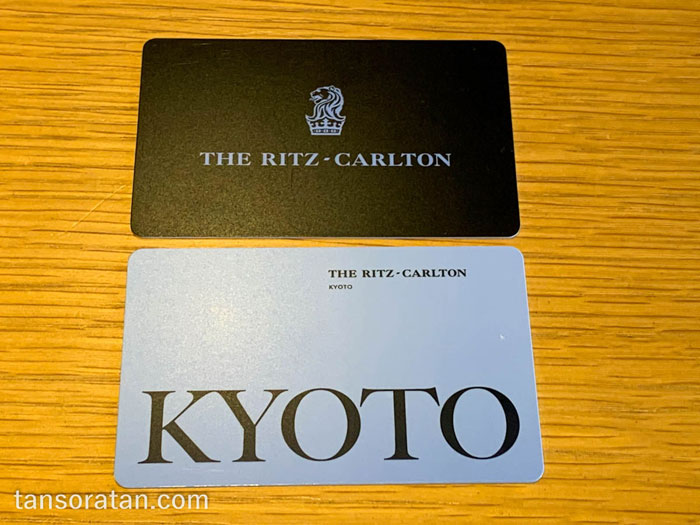 THE RITZ-CARLTON
THE RITZ-CARLTON
KYOTO
KYOTO
tansoratan.com